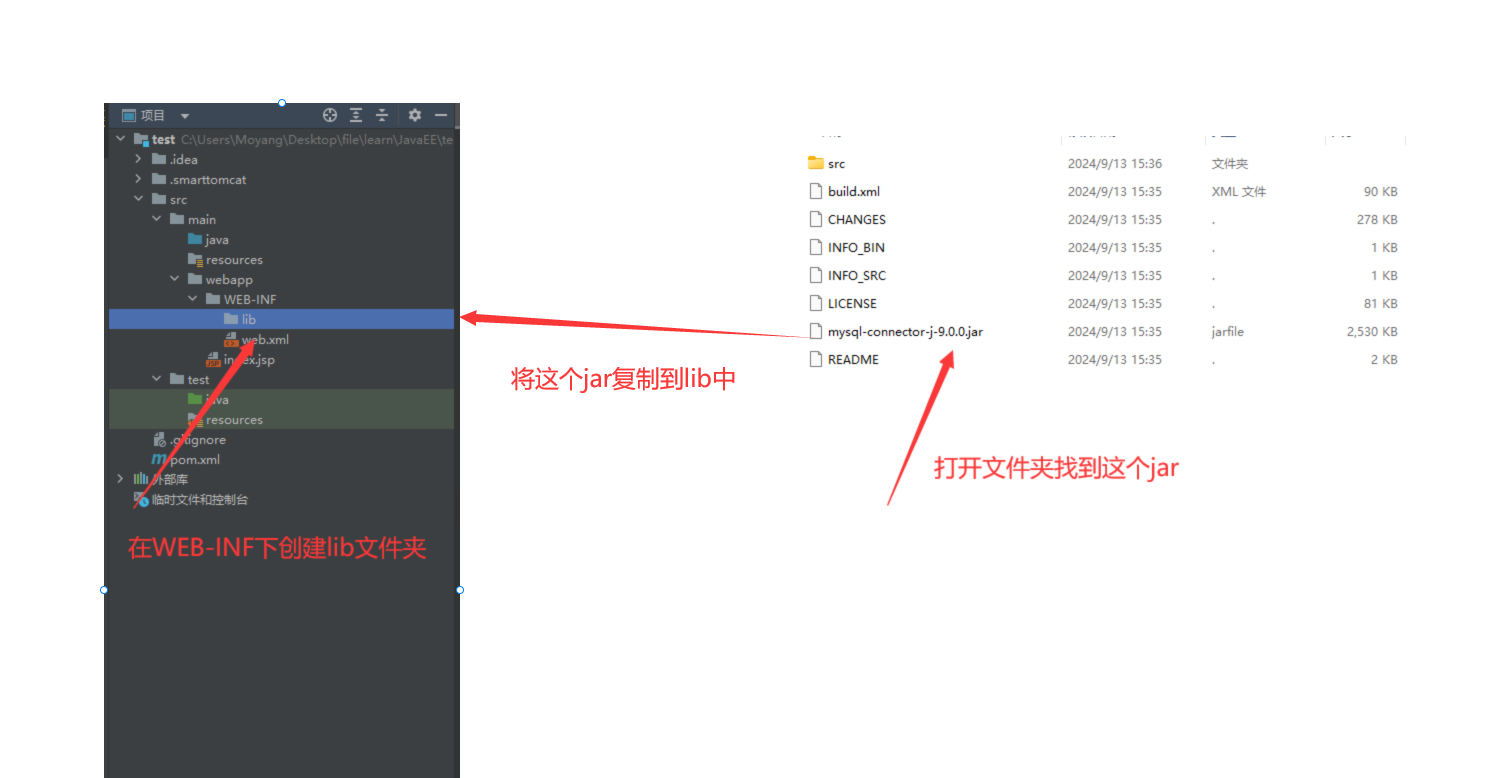 项目
test C:\Users\Moyang\Desktop\file\learn\JavaEE\te
.idea
.smarttomcat
src
main
java
resources
webapp
WEB-INF
lib
web.xml
index.jsp
test
java
resources
.gitignore
pom.xml
外部库
临时文件和控制台
在WEB-INF下创建lib文件夹
将这个jar复制到lib中
src 2024/9/13 15:36 文件夹
build.xml 2024/9/13 15:35 XML 文件 90 KB
CHANGES 2024/9/13 15:35 . 278 KB
INFO_BIN 2024/9/13 15:35 . 1 KB
INFO_SRC 2024/9/13 15:35 . 1 KB
LICENSE 2024/9/13 15:35 . 81 KB
mysql-connector-j-9.0.0.jar 2024/9/13 15:35 jarfile 2,530 KB
README 2024/9/13 15:35 . 2 KB
打开文件夹找到这个jar